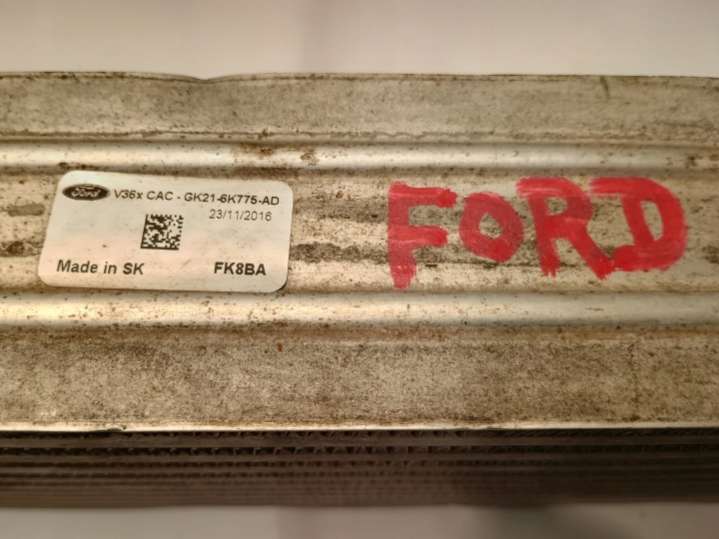 Ford V36x CAC - GK21-6K775-AD
23/11/2016
Made in SK FK8BA
FORD